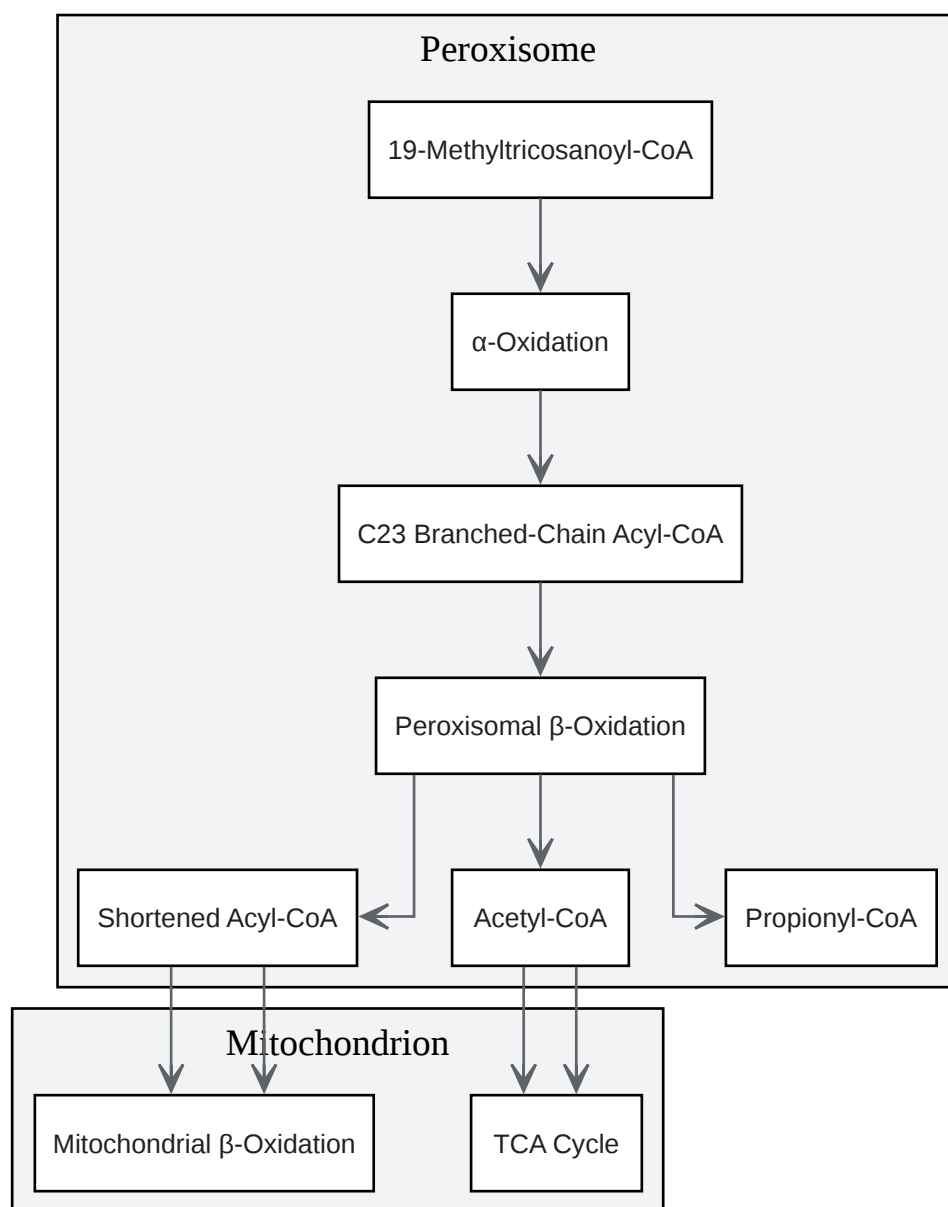 Peroxisome
19-Methyltricosanoyl-CoA
α-Oxidation
C23 Branched-Chain Acyl-CoA
Peroxisomal β-Oxidation
Shortened Acyl-CoA
Acetyl-CoA
Propionyl-CoA
Mitochondrion
Mitochondrial β-Oxidation
TCA Cycle